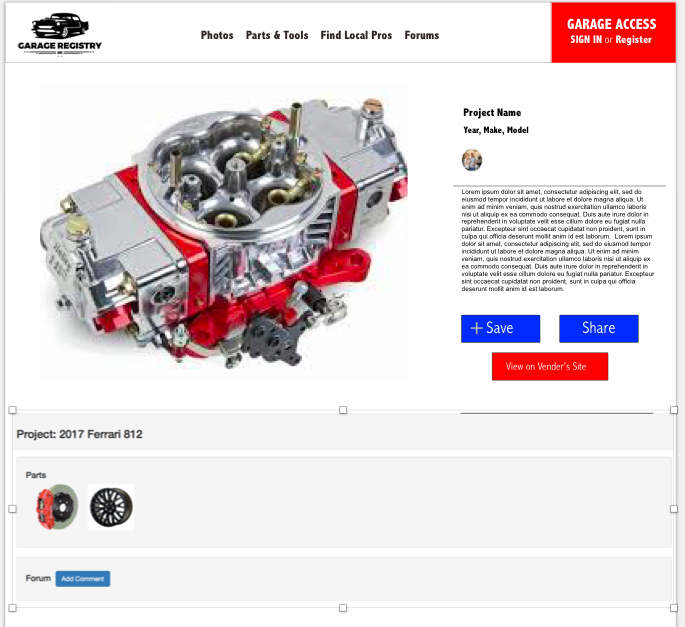 GARAGE REGISTRY
Photos Parts & Tools Find Local Pros Forums
GARAGE ACCESS
SIGN IN or Register
Project Name
Year, Make, Model
Lorem ipsum dolor sit amet, consectetur adipiscing elit, sed do
eiusmod tempor incididunt ut labore et dolore magna aliqua. Ut
enim ad minim veniam, quis nostrud exercitation ullamco laboris
nisi ut aliquip ex ea commodo consequat. Duis aute irure dolor in
reprehenderit in voluptate velit esse cillum dolore eu fugiat nulla
pariatur. Excepteur sint occaecat cupidatat non proident, sunt in
culpa qui officia deserunt mollit anim id est laborum. Lorem ipsum
dolor sit amet, consectetur adipiscing elit, sed do eiusmod tempor
incididunt ut labore et dolore magna aliqua. Ut enim ad minim
veniam, quis nostrud exercitation ullamco laboris nisi ut aliquip ex
ea commodo consequat. Duis aute irure dolor in reprehenderit in
voluptate velit esse cillum dolore eu fugiat nulla pariatur. Excepteur
sint occaecat cupidatat non proident, sunt in culpa qui officia
deserunt mollit anim id est laborum.
+ Save
Share
View on Vender's Site
Project: 2017 Ferrari 812
Parts
Forum Add Comment